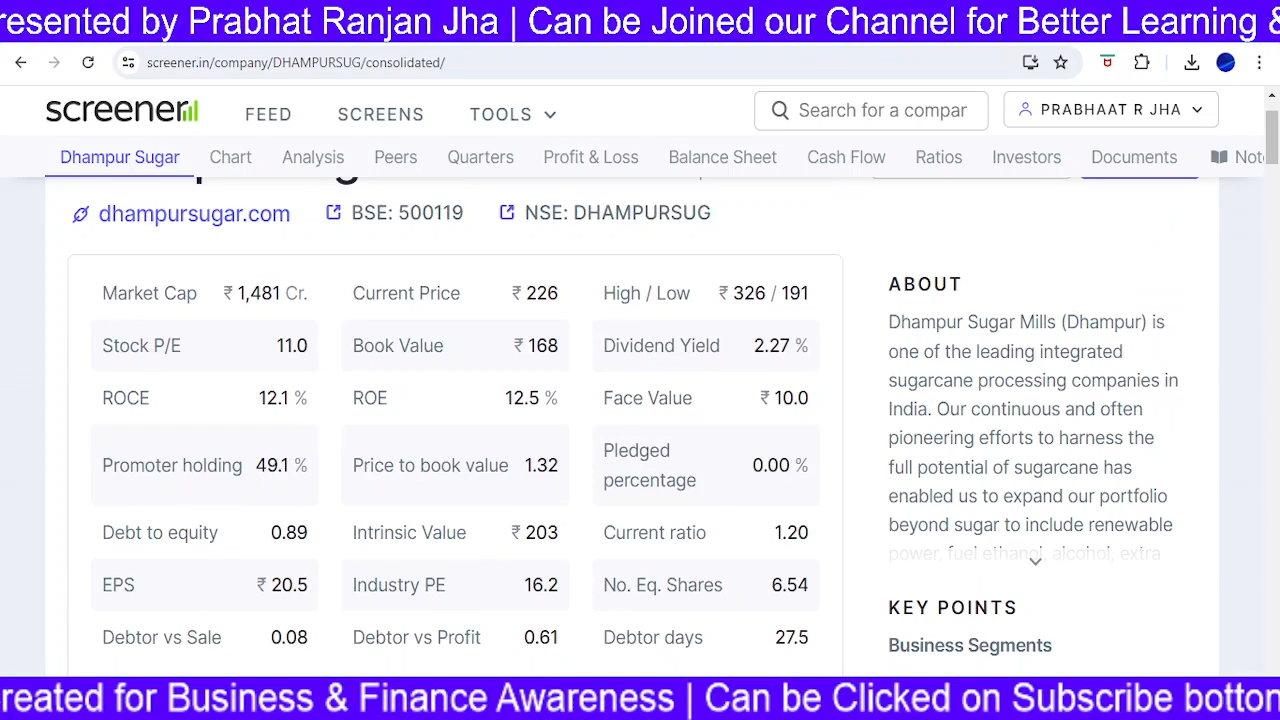 resented by Prabhat Ranjan Jha | Can be Joined our Channel for Better Learning &
screener.in/company/DHAMPURSUG/consolidated/
screener FEED SCREENS TOOLS Search for a compar PRABHAAT R JHA
Dhampur Sugar Chart Analysis Peers Quarters Profit & Loss Balance Sheet Cash Flow Ratios Investors Documents Note
dhampursugar.com BSE: 500119 NSE: DHAMPURSUG
Market Cap ₹ 1,481 Cr. Current Price ₹ 226 High / Low ₹ 326 / 191
Stock P/E 11.0 Book Value ₹ 168 Dividend Yield 2.27 %
ROCE 12.1 % ROE 12.5 % Face Value ₹ 10.0
Promoter holding 49.1 % Price to book value 1.32 Pledged percentage 0.00 %
Debt to equity 0.89 Intrinsic Value ₹ 203 Current ratio 1.20
EPS ₹ 20.5 Industry PE 16.2 No. Eq. Shares 6.54
Debtor vs Sale 0.08 Debtor vs Profit 0.61 Debtor days 27.5
ABOUT
Dhampur Sugar Mills (Dhampur) is
one of the leading integrated
sugarcane processing companies in
India. Our continuous and often
pioneering efforts to harness the
full potential of sugarcane has
enabled us to expand our portfolio
beyond sugar to include renewable
power, fuel ethanol, alcohol, extra
KEY POINTS
Business Segments
reated for Business & Finance Awareness | Can be Clicked on Subscribe botton